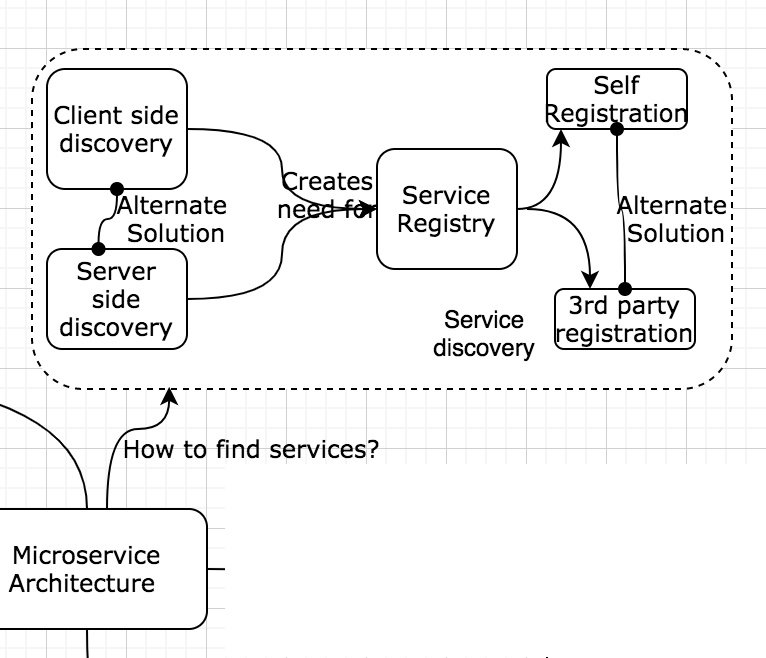 Client side
discovery
Alternate
Solution
Server
side
discovery
Creates
need for
Service
Registry
Self
Registration
Alternate
Solution
3rd party
registration
Service
discovery
How to find services?
Microservice
Architecture